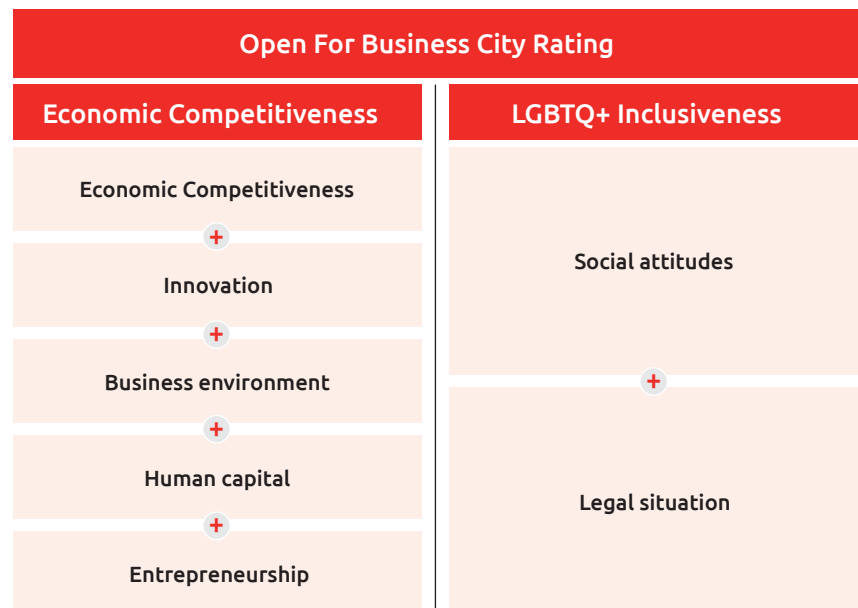 Open For Business City Rating
Economic Competitiveness
Economic Competitiveness
+
Innovation
+
Business environment
+
Human capital
+
Entrepreneurship
LGBTQ+ Inclusiveness
Social attitudes
+
Legal situation